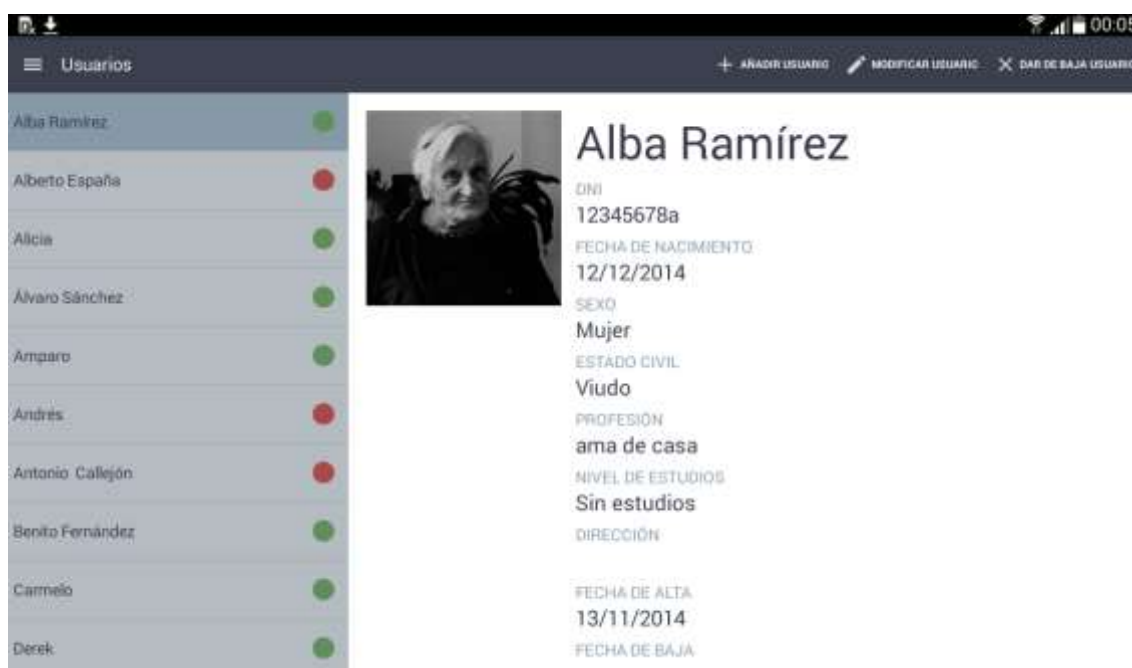 00:05
Usuarios
AÑADIR USUARIO
MODIFICAR USUARIO
DAR DE BAJA USUARIO
Alba Ramírez
Alberto España
Alicia
Álvaro Sánchez
Amparo
Andrés
Antonio Callejón
Benito Fernández
Carmelo
Derek
Alba Ramírez
DNI
12345678a
FECHA DE NACIMIENTO
12/12/2014
SEXO
Mujer
ESTADO CIVIL
Viudo
PROFESIÓN
ama de casa
NIVEL DE ESTUDIOS
Sin estudios
DIRECCIÓN
FECHA DE ALTA
13/11/2014
FECHA DE BAJA